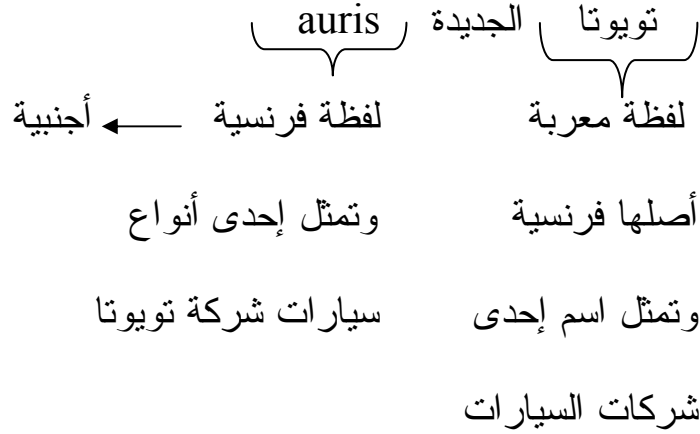 تويوتا الجديدة auris
لفظة معربة لفظة فرنسية أجنبية
أصلها فرنسية وتمثل إحدى أنواع
وتمثل اسم إحدى سيارات شركة تويوتا
شركات السيارات